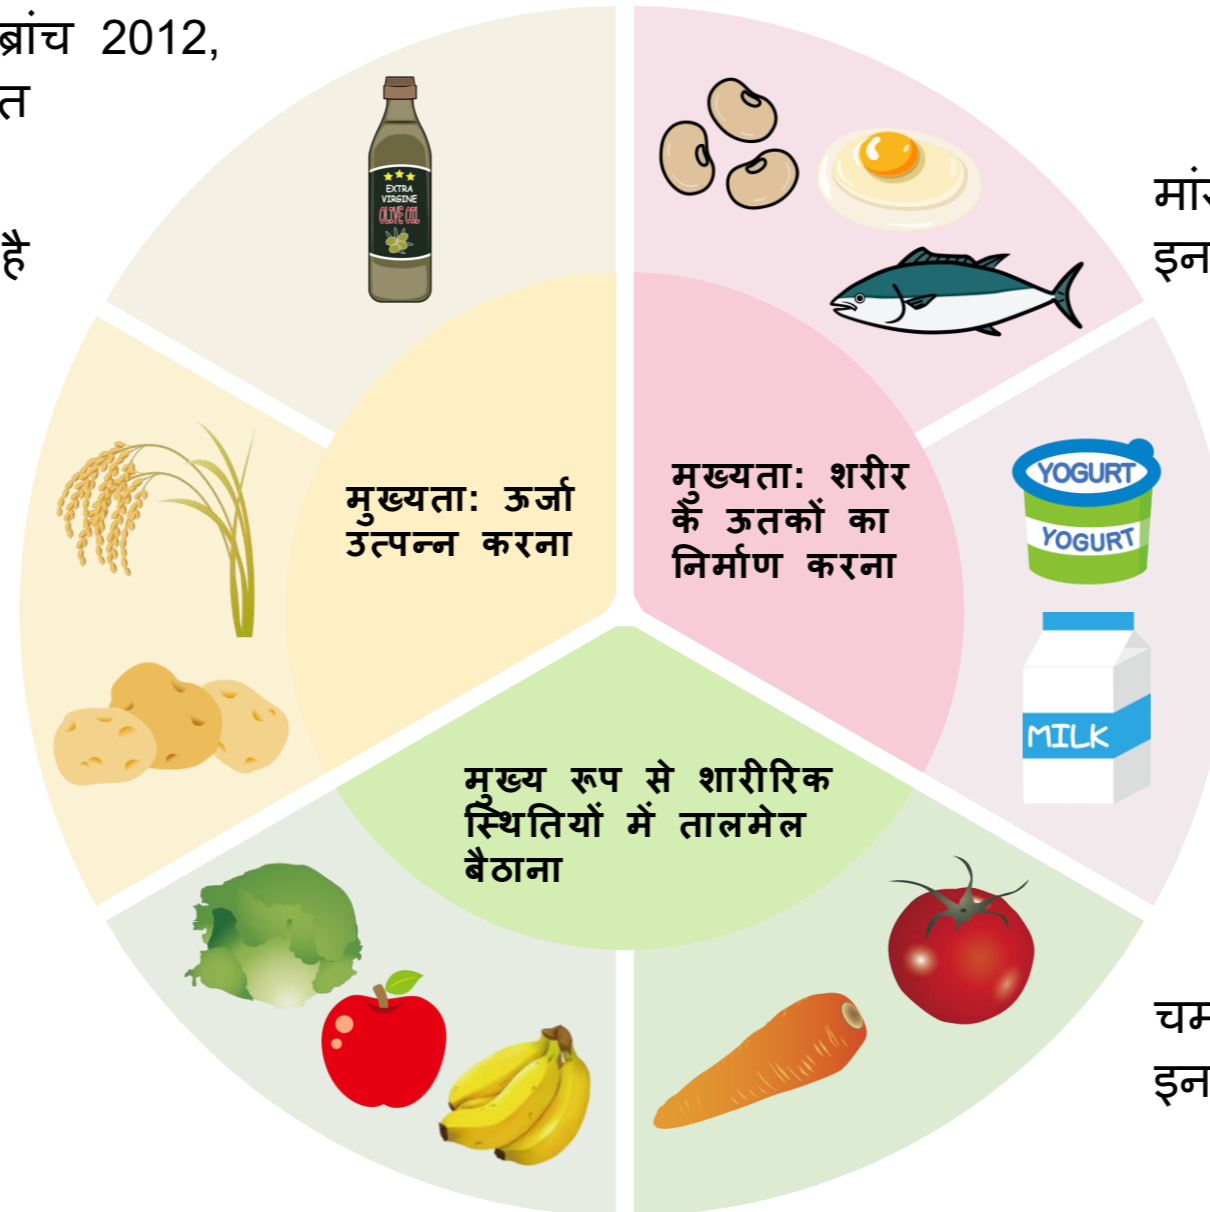 ब्रांच 2012,
त
है
EXTRA
VIRGINE
OLIVE OIL
इन
YOGURT
YOGURT
मुख्यता: ऊर्जा
उत्पन्न करना
मुख्यता: शरीर
के ऊतकों का
निर्माण करना
MILK
मुख्य रूप से शारीरिक
स्थितियों में तालमेल
बैठाना
चम
इन